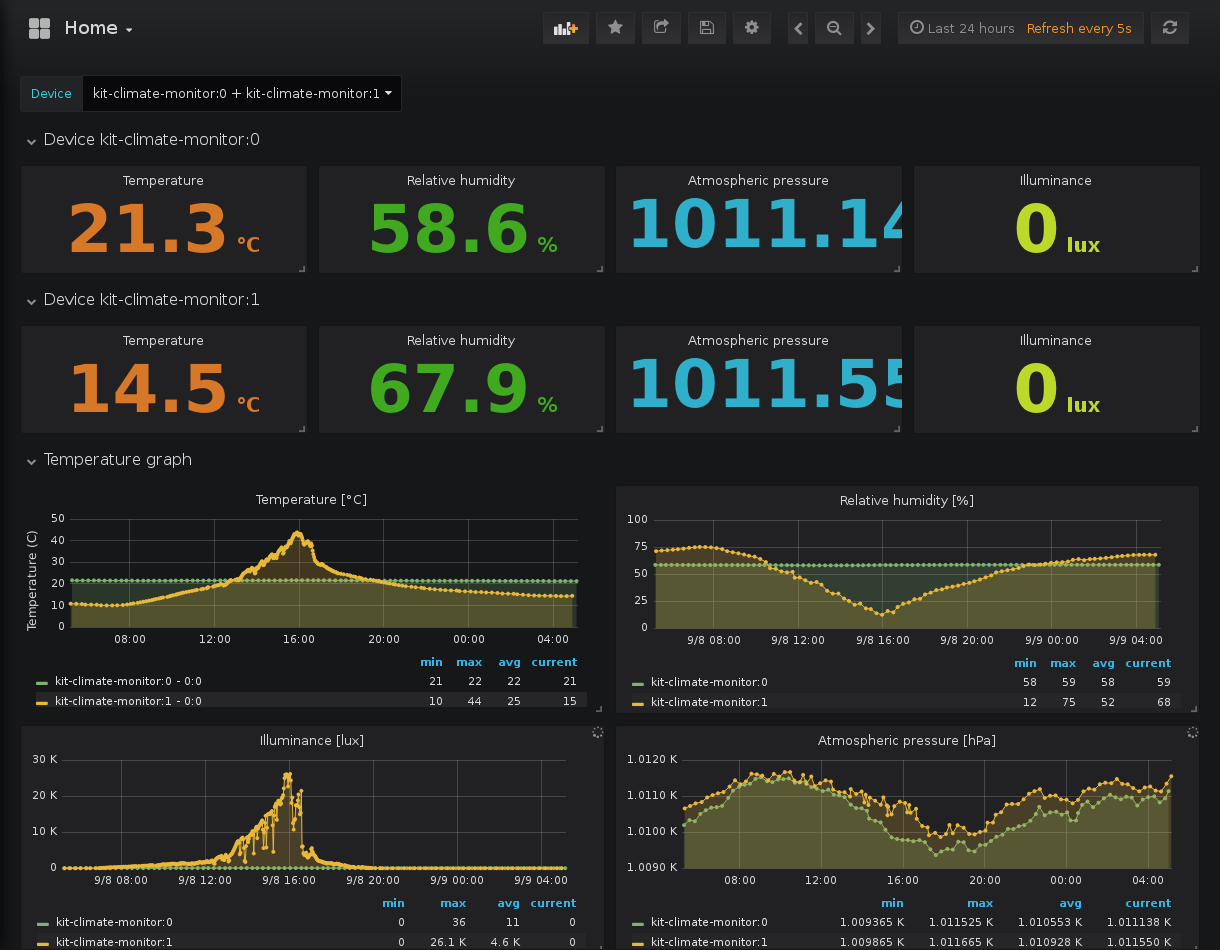 Home
Last 24 hours Refresh every 5s
Device kit-climate-monitor:0 + kit-climate-monitor:1
Device kit-climate-monitor:0
Temperature Relative humidity Atmospheric pressure Illuminance
21.3 °C 58.6 % 1011.14 0 lux
Device kit-climate-monitor:1
Temperature Relative humidity Atmospheric pressure Illuminance
14.5 °C 67.9 % 1011.55 0 lux
Temperature graph
Temperature [°C]
Temperature (C)
50
40
30
20
10
0
08:00 12:00 16:00 20:00 00:00 04:00
min max avg current
kit-climate-monitor:0 - 0:0 21 22 22 21
kit-climate-monitor:1 - 0:0 10 44 25 15
Relative humidity [%]
100
75
50
25
0
9/8 08:00 9/8 12:00 9/8 16:00 9/8 20:00 9/9 00:00 9/9 04:00
min max avg current
kit-climate-monitor:0 58 59 58 59
kit-climate-monitor:1 12 75 52 68
Illuminance [lux]
30 K
20 K
10 K
0
9/8 08:00 9/8 12:00 9/8 16:00 9/8 20:00 9/9 00:00 9/9 04:00
min max avg current
kit-climate-monitor:0 0 36 11 0
kit-climate-monitor:1 0 26.1 K 4.6 K 0
Atmospheric pressure [hPa]
1.0120 K
1.0110 K
1.0100 K
1.0090 K
08:00 12:00 16:00 20:00 00:00 04:00
min max avg current
kit-climate-monitor:0 1.009365 K 1.011525 K 1.010553 K 1.011138 K
kit-climate-monitor:1 1.009865 K 1.011665 K 1.010928 K 1.011550 K